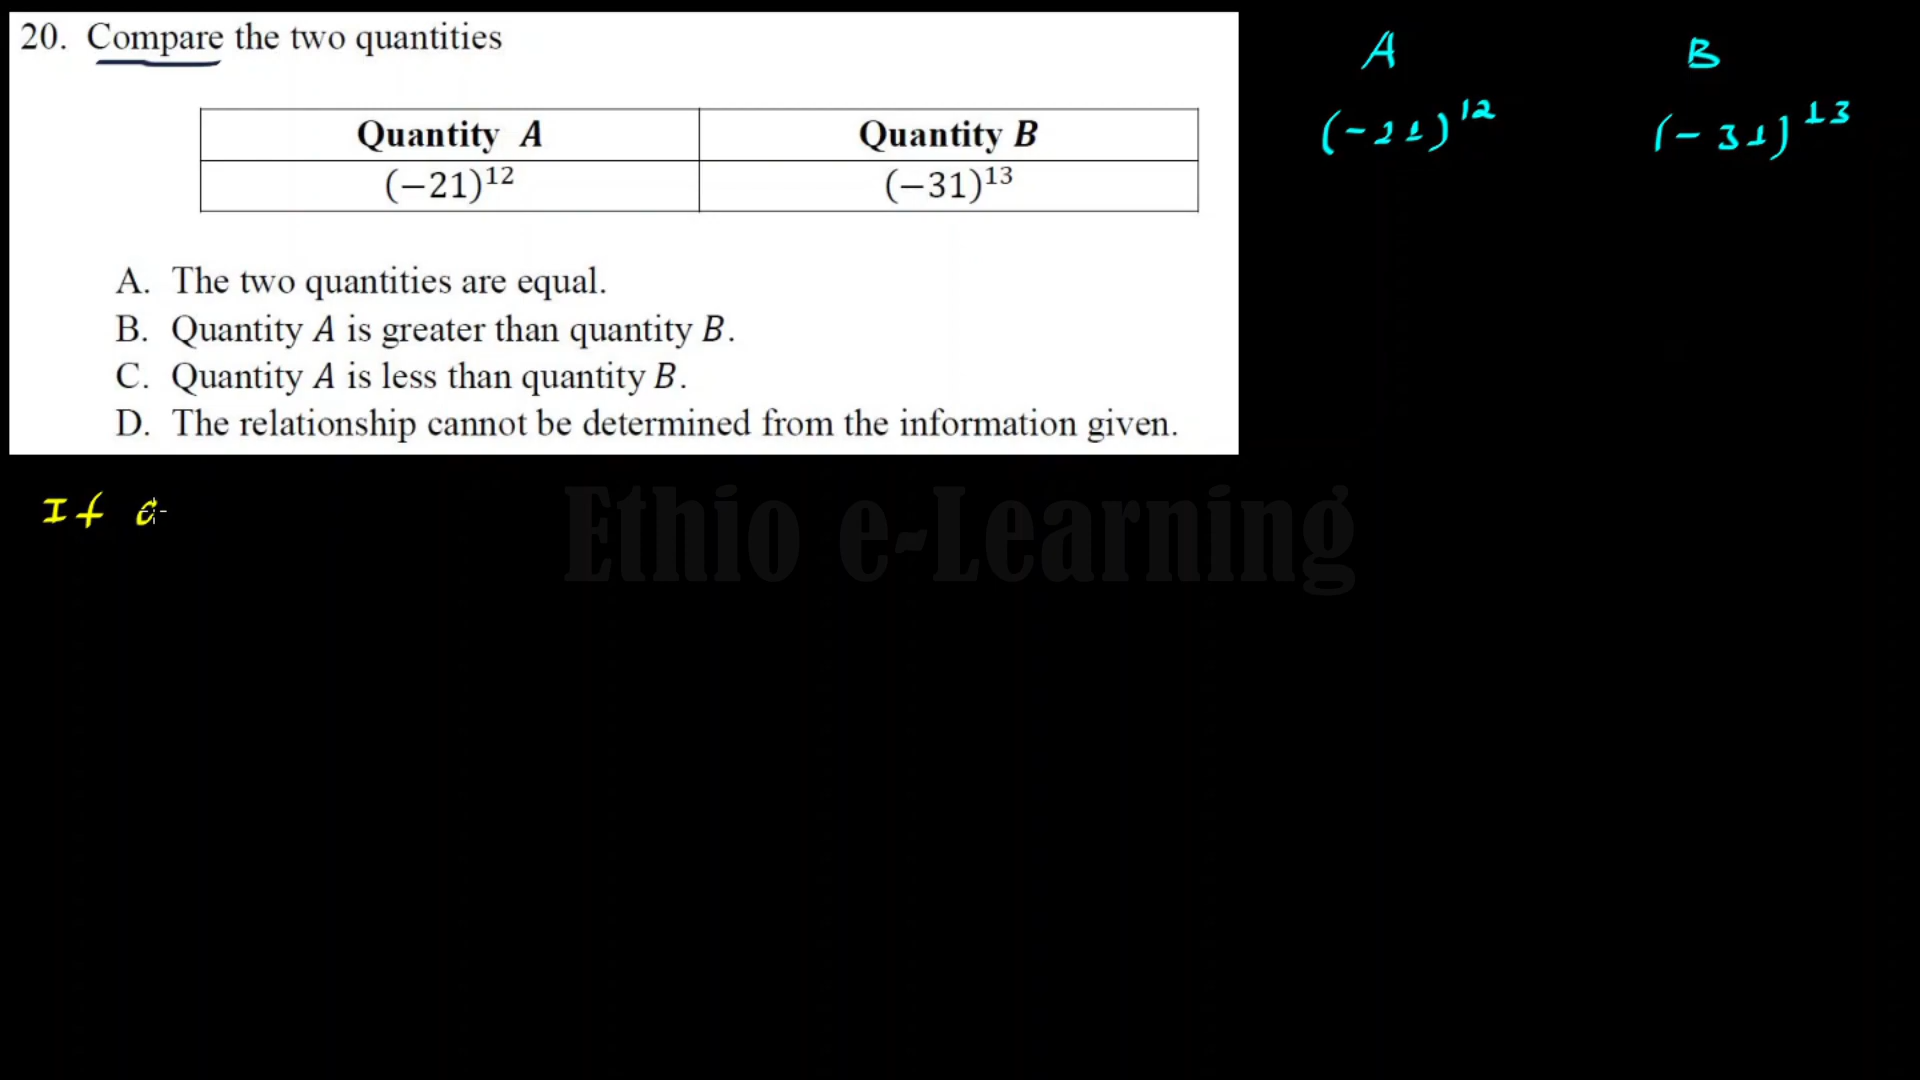 20. Compare the two quantities
Quantity A Quantity B
(−21)¹² (−31)¹³
A. The two quantities are equal.
B. Quantity A is greater than quantity B.
C. Quantity A is less than quantity B.
D. The relationship cannot be determined from the information given.
A B
(-21)¹² (-31)¹³
If a
Ethio e-Learning